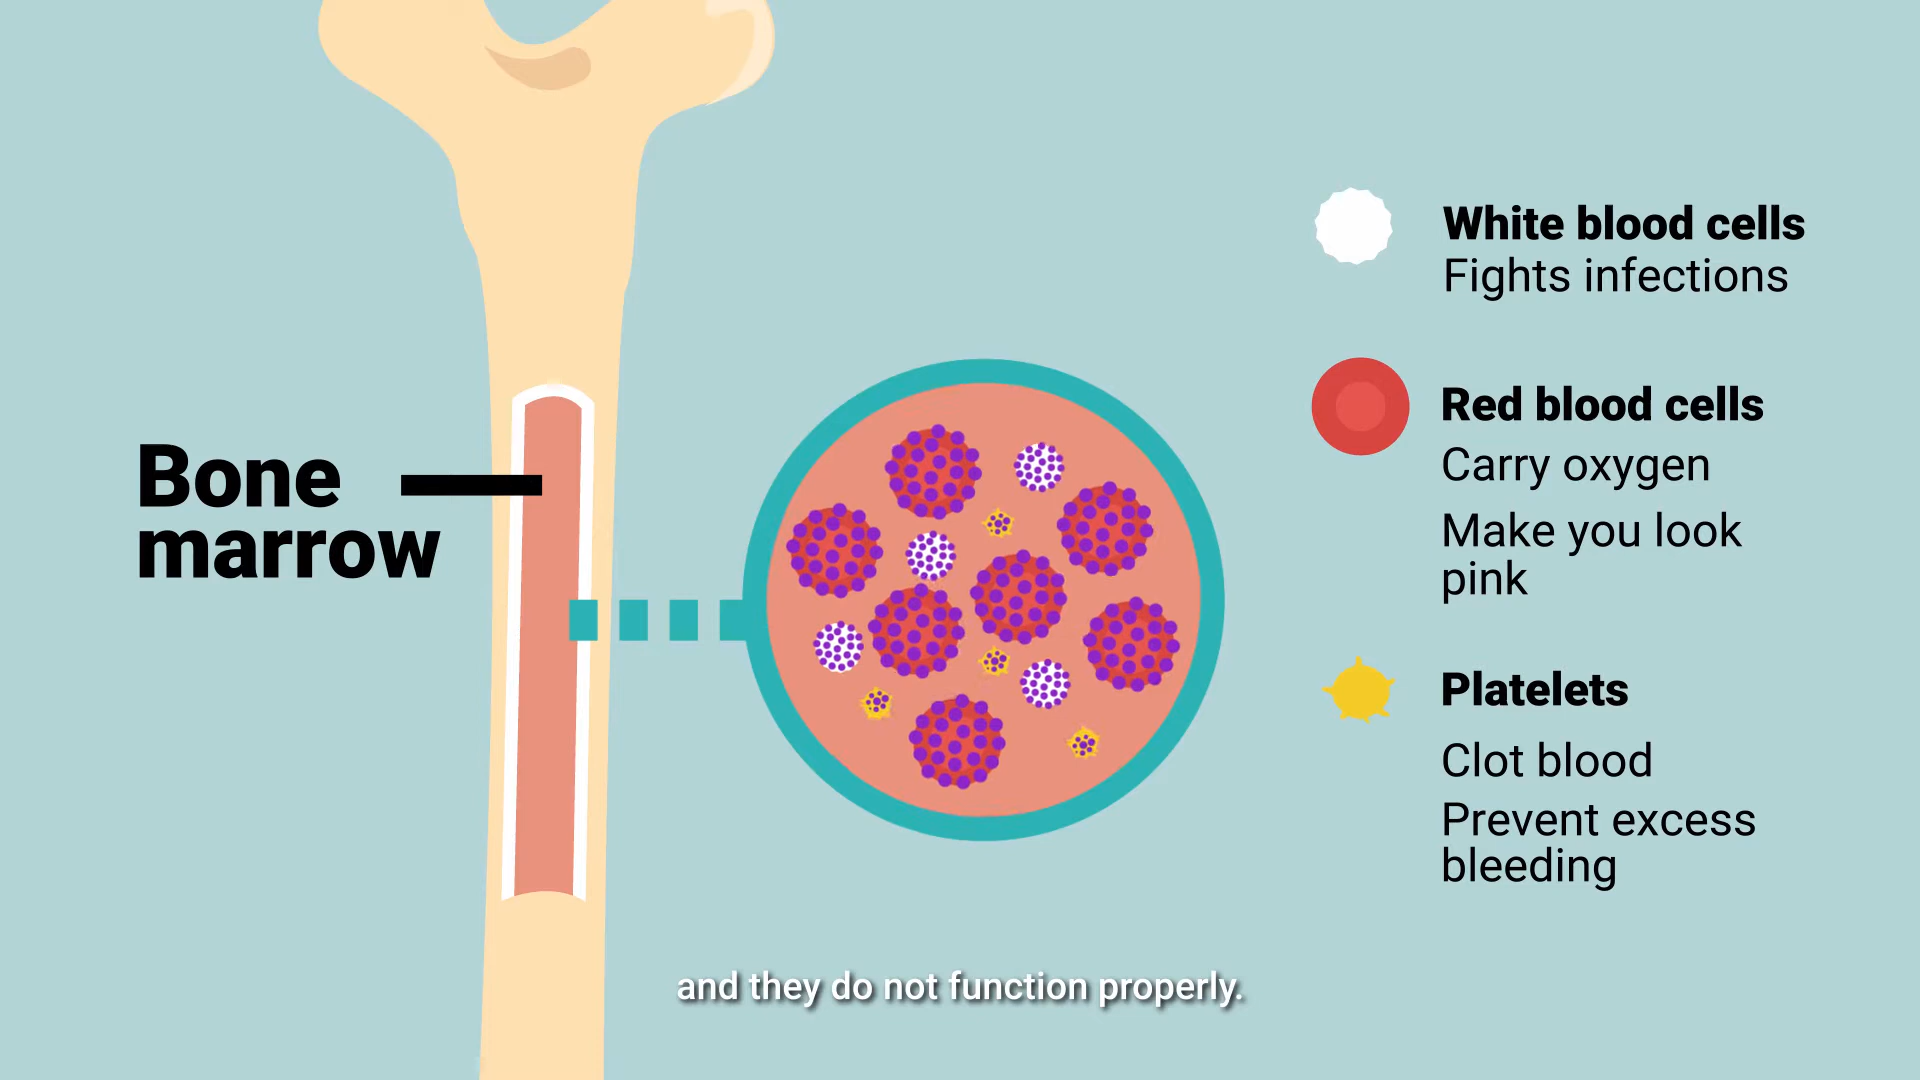 Bone
marrow
White blood cells
Fights infections
Red blood cells
Carry oxygen
Make you look
pink
Platelets
Clot blood
Prevent excess
bleeding
and they do not function properly.